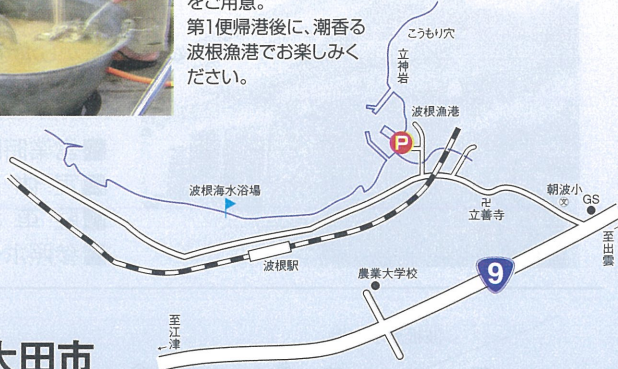 をご用意。
第1便帰港後に、潮香る
波根漁港でお楽しみく
ださい。
こうもり穴
立神岩
波根漁港
P
波根海水浴場
朝波小
文
GS
卍
立善寺
至出雲
波根駅
9
農業大学校
至江津
大田市